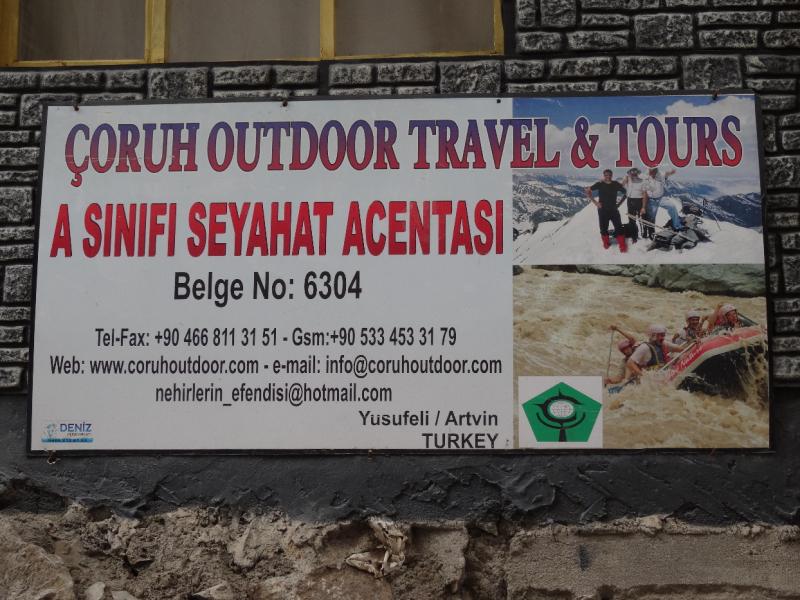 ÇORUH OUTDOOR TRAVEL & TOURS
A SINIFI SEYAHAT ACENTASI
Belge No: 6304
Tel-Fax: +90 466 811 31 51 - Gsm:+90 533 453 31 79
Web: www.coruhoutdoor.com - e-mail: info@coruhoutdoor.com
nehirlerin_efendisi@hotmail.com
Yusufeli / Artvin
TURKEY
DENİZ